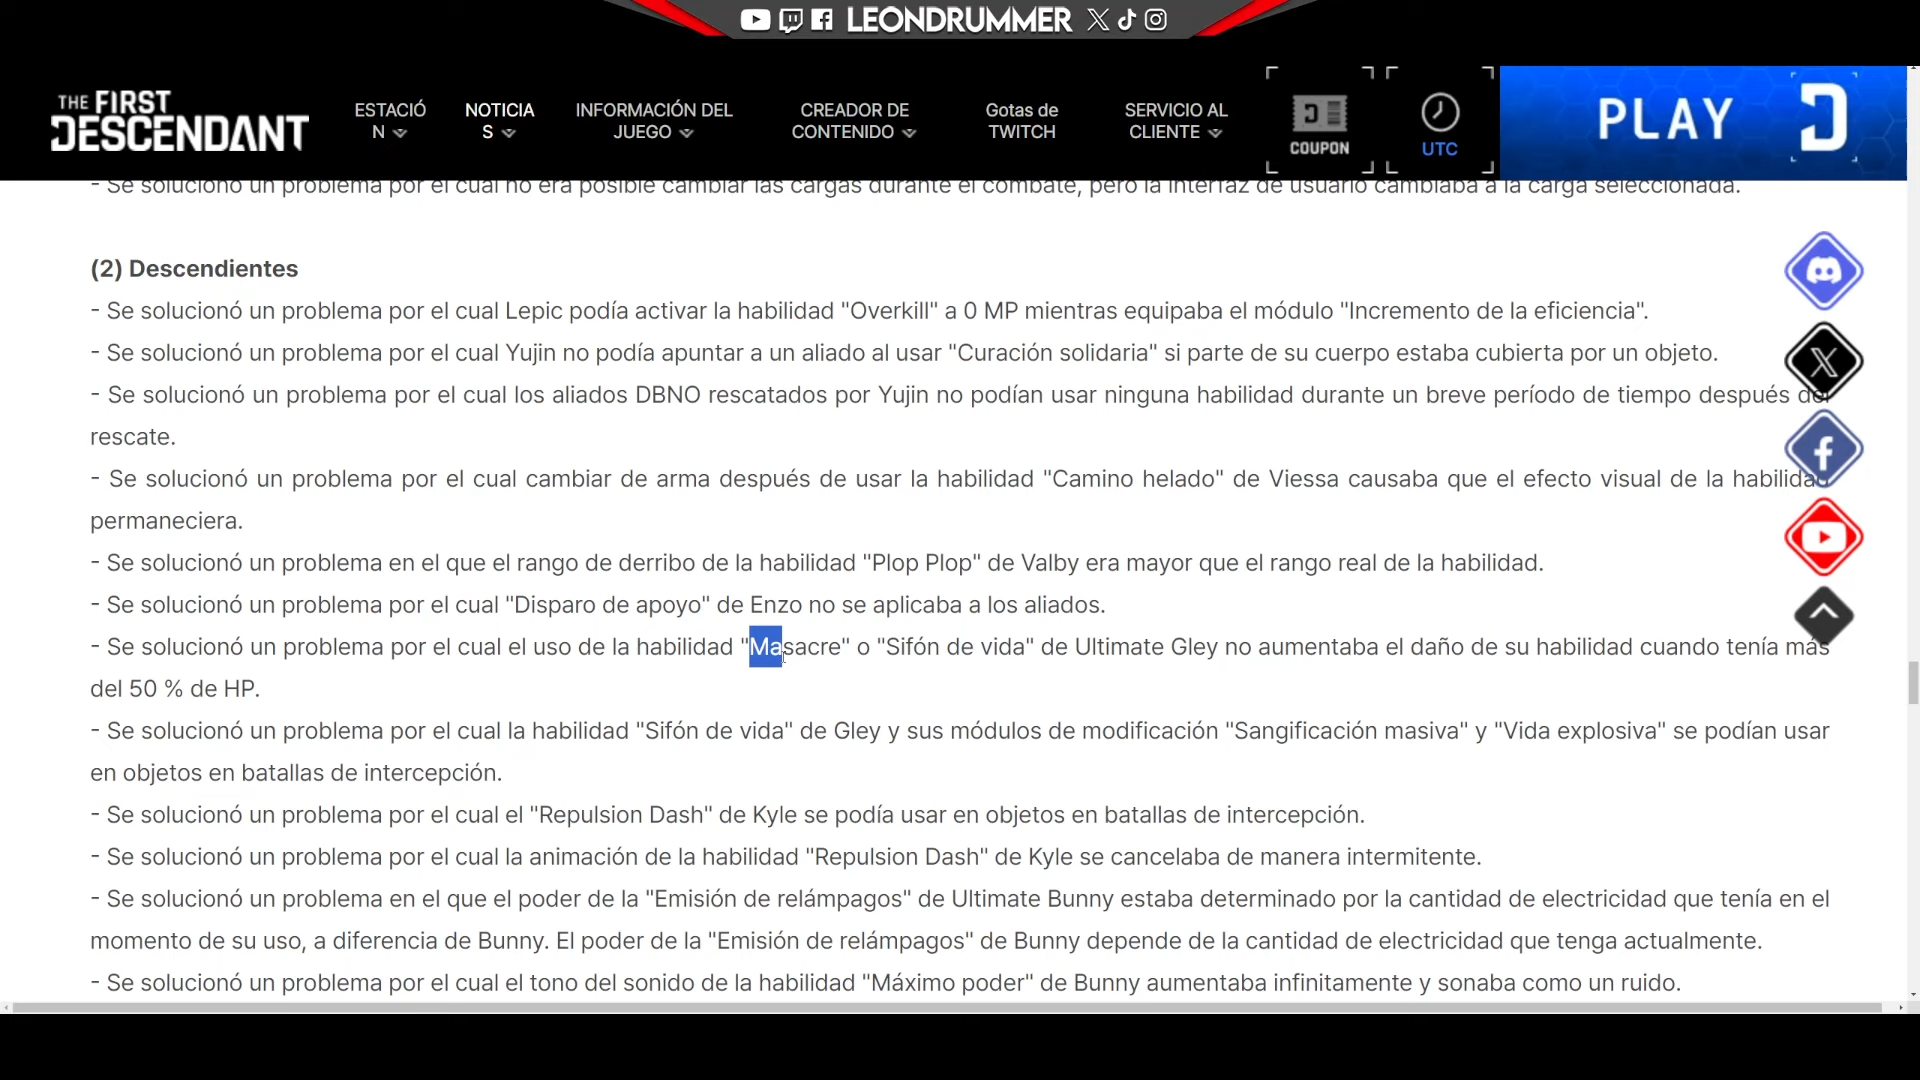 LEONDRUMMER
THE FIRST
DESCENDANT
ESTACIÓ
N
NOTICIA
S
INFORMACIÓN DEL
JUEGO
CREADOR DE
CONTENIDO
Gotas de
TWITCH
SERVICIO AL
CLIENTE
COUPON
UTC
PLAY
- Se solucionó un problema por el cual no era posible cambiar las cargas durante el combate, pero la interfaz de usuario cambiaba a la carga seleccionada.
(2) Descendientes
- Se solucionó un problema por el cual Lepic podía activar la habilidad "Overkill" a 0 MP mientras equipaba el módulo "Incremento de la eficiencia".
- Se solucionó un problema por el cual Yujin no podía apuntar a un aliado al usar "Curación solidaria" si parte de su cuerpo estaba cubierta por un objeto.
- Se solucionó un problema por el cual los aliados DBNO rescatados por Yujin no podían usar ninguna habilidad durante un breve período de tiempo después del
rescate.
- Se solucionó un problema por el cual cambiar de arma después de usar la habilidad "Camino helado" de Viessa causaba que el efecto visual de la habilidad
permaneciera.
- Se solucionó un problema en el que el rango de derribo de la habilidad "Plop Plop" de Valby era mayor que el rango real de la habilidad.
- Se solucionó un problema por el cual "Disparo de apoyo" de Enzo no se aplicaba a los aliados.
- Se solucionó un problema por el cual el uso de la habilidad "Masacre" o "Sifón de vida" de Ultimate Gley no aumentaba el daño de su habilidad cuando tenía más
del 50 % de HP.
- Se solucionó un problema por el cual la habilidad "Sifón de vida" de Gley y sus módulos de modificación "Sangificación masiva" y "Vida explosiva" se podían usar
en objetos en batallas de intercepción.
- Se solucionó un problema por el cual el "Repulsion Dash" de Kyle se podía usar en objetos en batallas de intercepción.
- Se solucionó un problema por el cual la animación de la habilidad "Repulsion Dash" de Kyle se cancelaba de manera intermitente.
- Se solucionó un problema en el que el poder de la "Emisión de relámpagos" de Ultimate Bunny estaba determinado por la cantidad de electricidad que tenía en el
momento de su uso, a diferencia de Bunny. El poder de la "Emisión de relámpagos" de Bunny depende de la cantidad de electricidad que tenga actualmente.
- Se solucionó un problema por el cual el tono del sonido de la habilidad "Máximo poder" de Bunny aumentaba infinitamente y sonaba como un ruido.